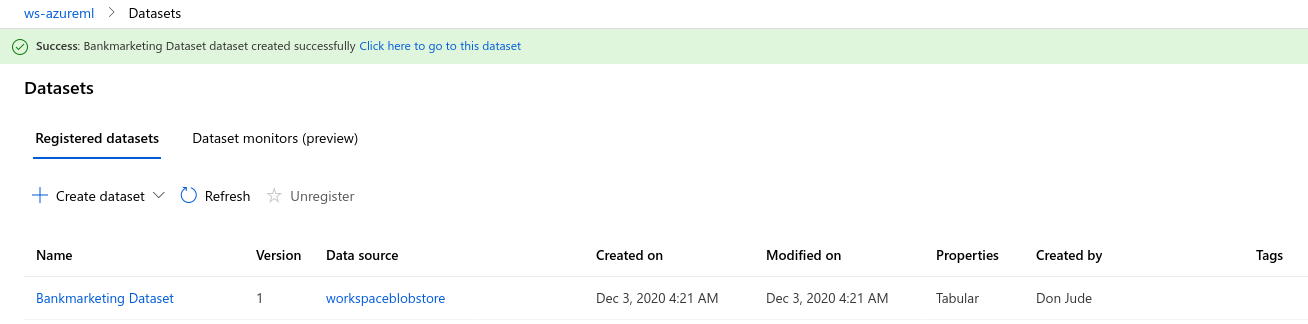 ws-azureml > Datasets
Success: Bankmarketing Dataset dataset created successfully Click here to go to this dataset
Datasets
Registered datasets Dataset monitors (preview)
Create dataset Refresh Unregister
Name Version Data source Created on Modified on Properties Created by Tags
Bankmarketing Dataset 1 workspaceblobstore Dec 3, 2020 4:21 AM Dec 3, 2020 4:21 AM Tabular Don Jude